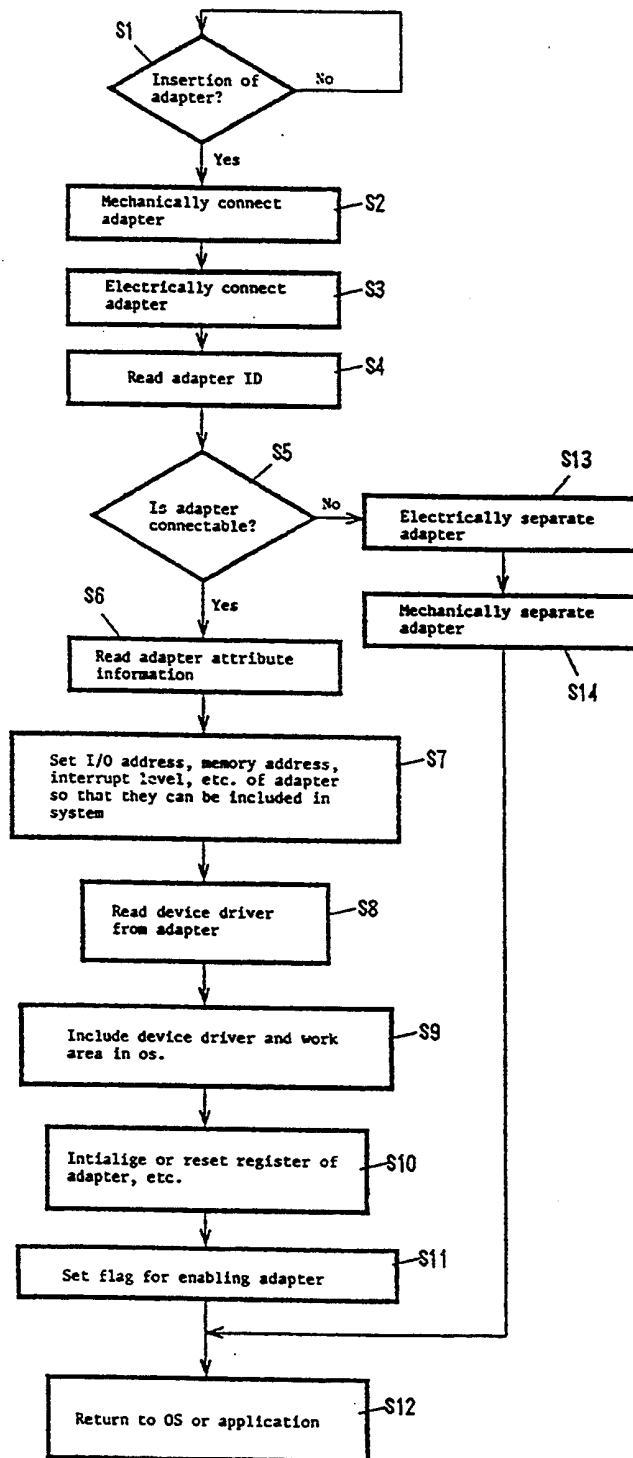 S1
Insertion of
adapter?
No
Yes
Mechanically connect
adapter
S2
Electrically connect
adapter
S3
Read adapter ID
S4
S5
Is adapter
connectable?
No
Yes
S13
Electrically separate
adapter
Mechanically separate
adapter
S14
S6
Read adapter attribute
information
Set I/O address, memory address,
interrupt level, etc. of adapter
so that they can be included in
system
S7
Read device driver
from adapter
S8
Include device driver and work
area in os.
S9
Intialige or reset register of
adapter, etc.
S10
Set flag for enabling adapter
S11
Return to OS or application
S12